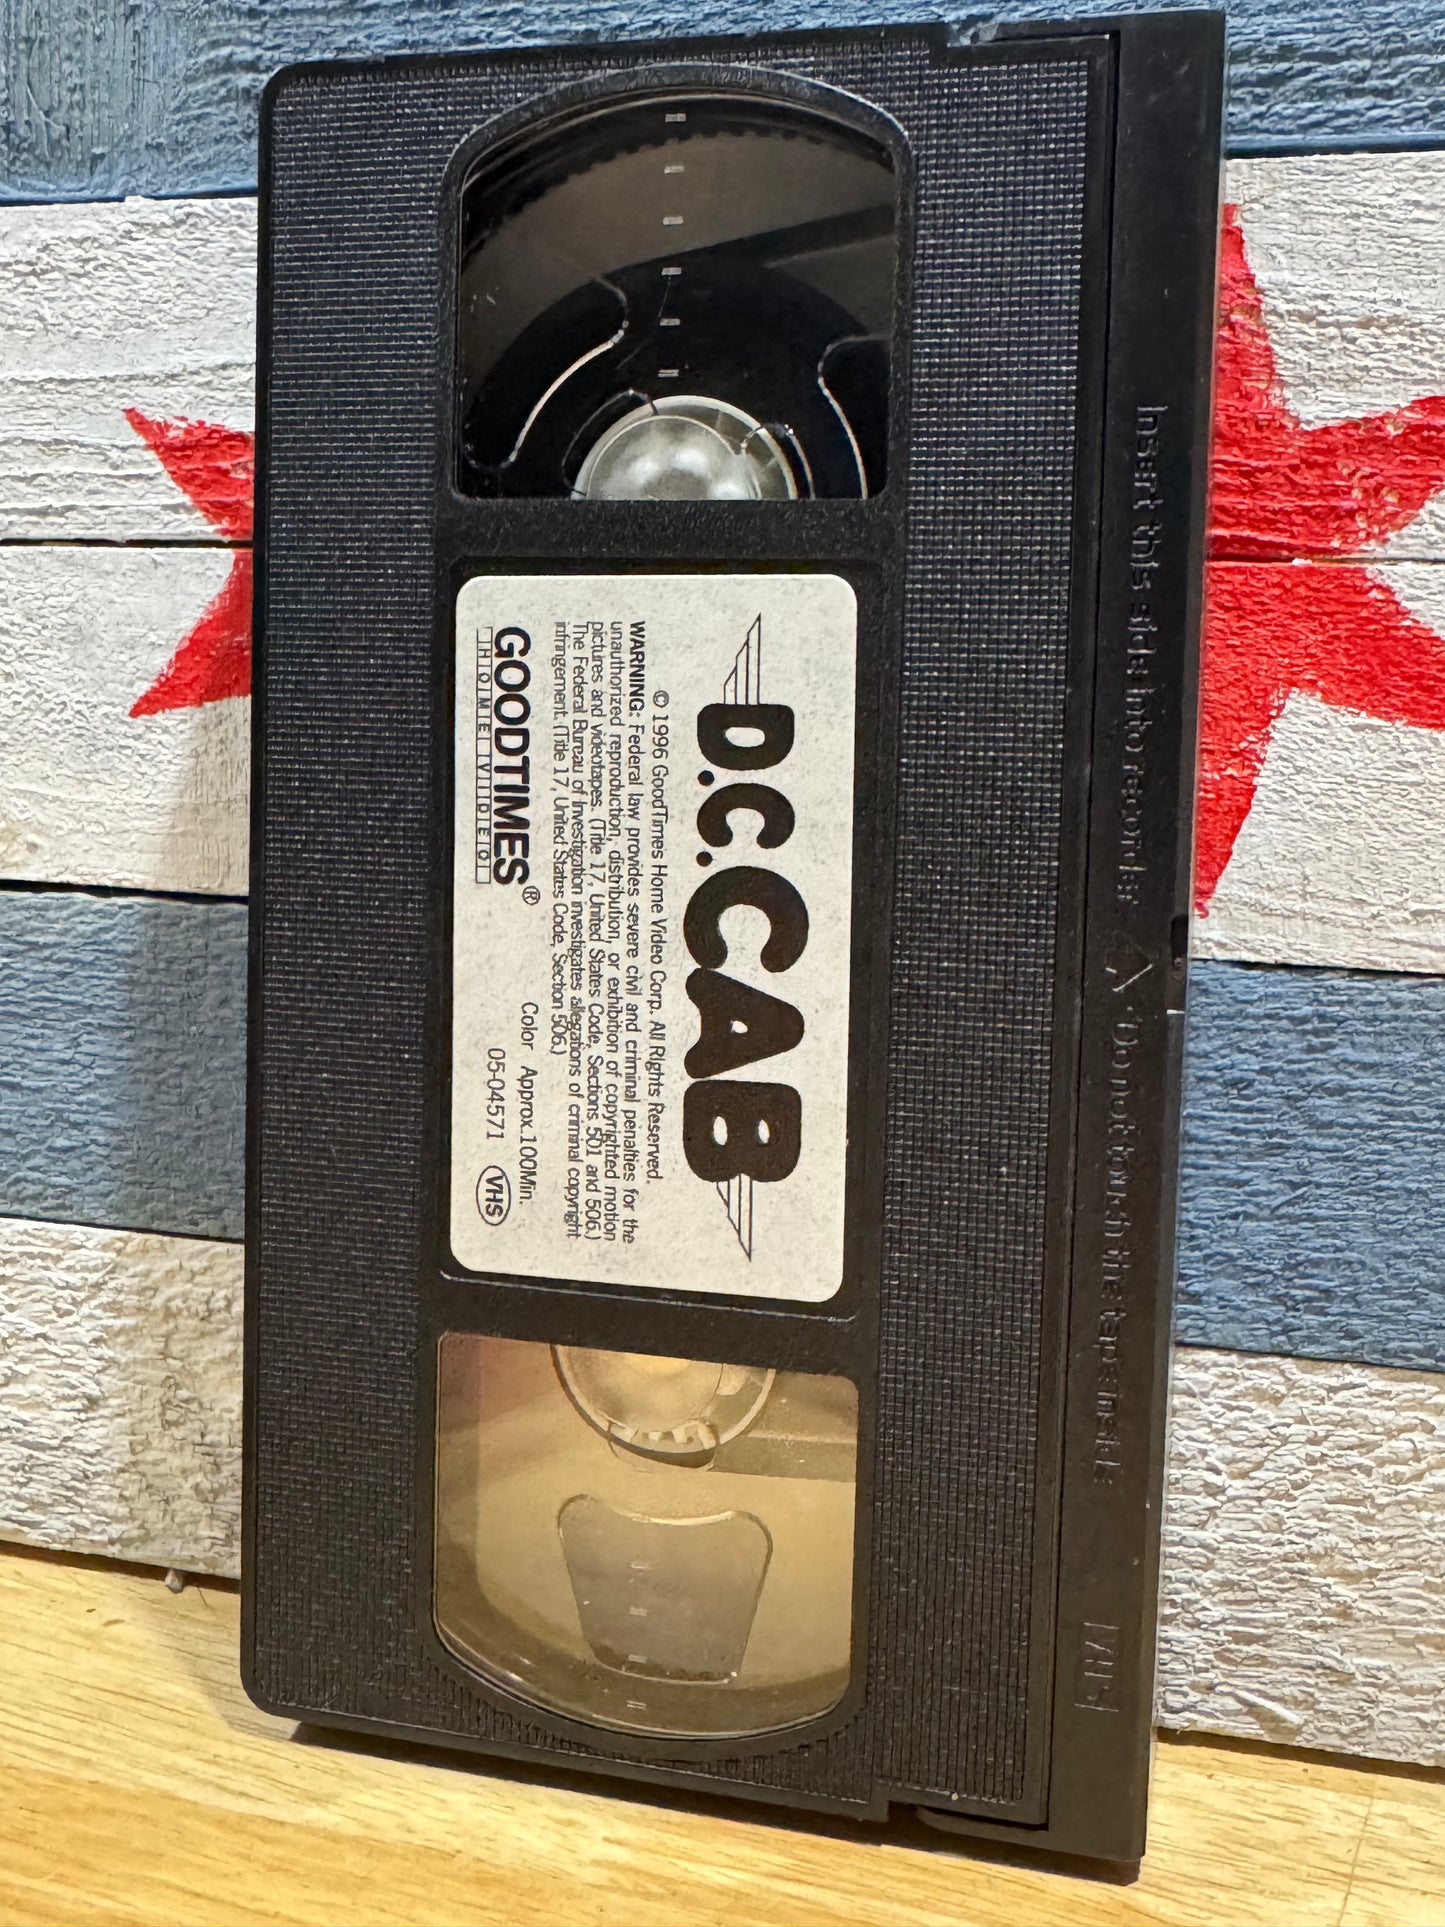 D.C. CAB
© 1996 GoodTimes Home Video Corp. All Rights Reserved.
WARNING: Federal law provides severe civil and criminal penalties for the
unauthorized reproduction, distribution, or exhibition of copyrighted motion
pictures and videotapes. (Title 17, United States Code, Sections 501 and 506.)
The Federal Bureau of Investigation investigates allegations of criminal copyright
infringement. (Title 17, United States Code, Section 506.)
GOODTIMES®
HOME VIDEO
Color Approx.100Min.
05-04571 VHS
Insert this side into recorder
Do not touch the tape inside
VHS